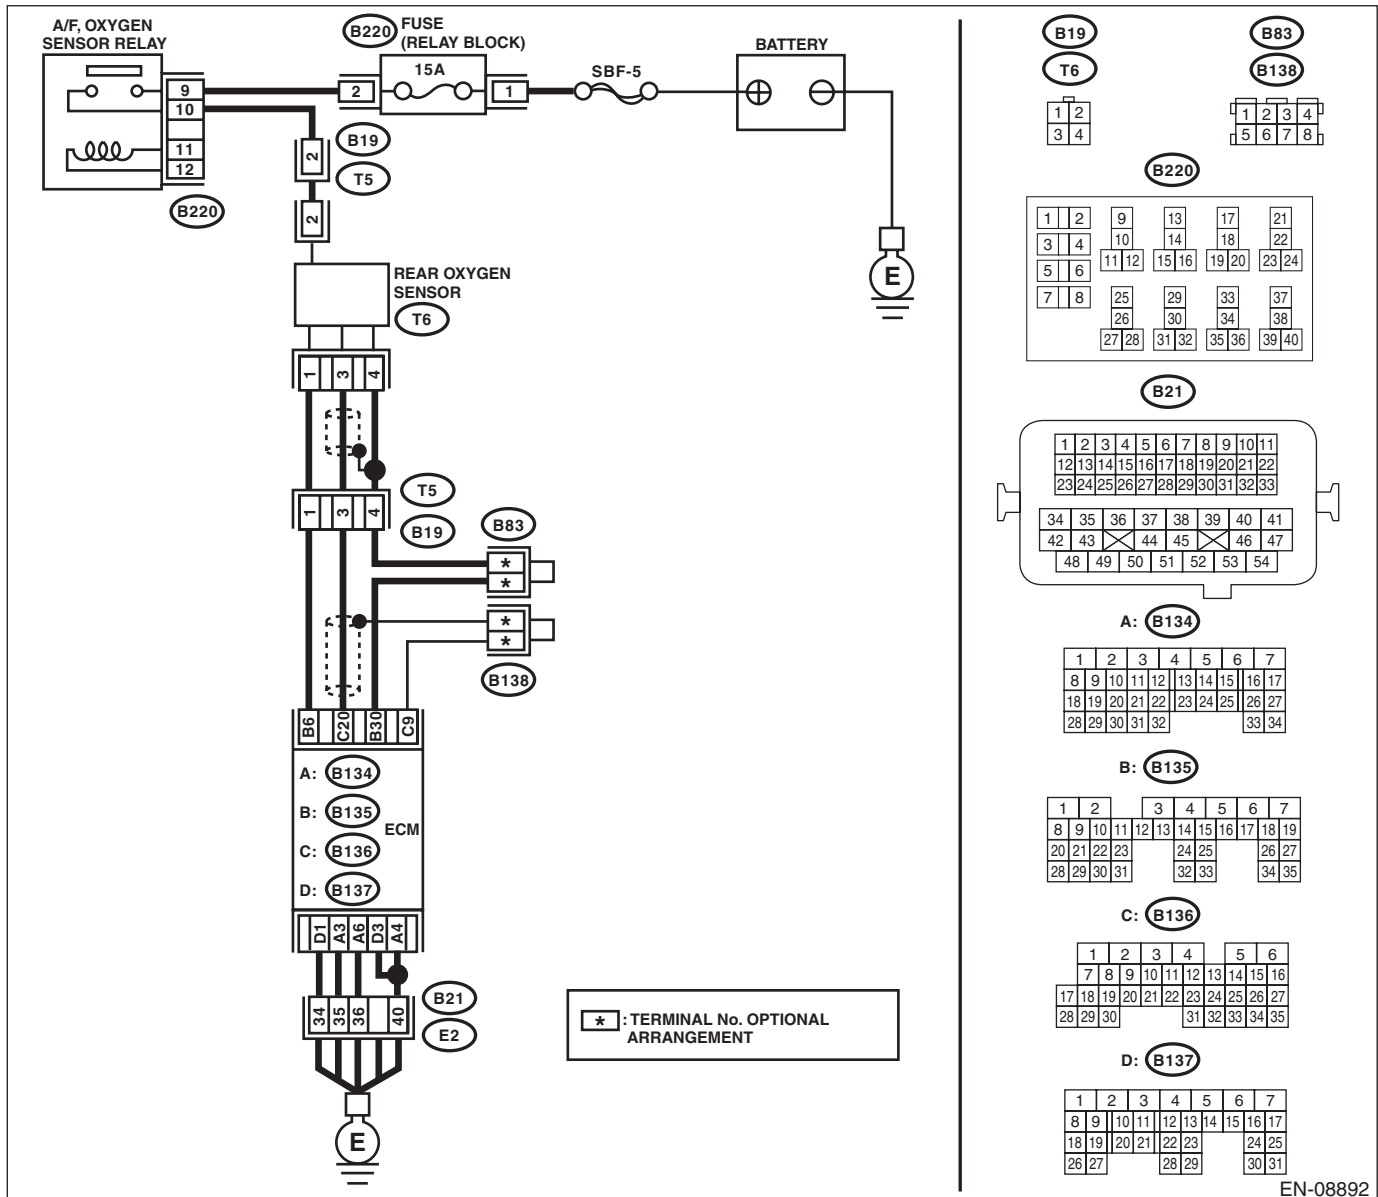 A/F, OXYGEN
SENSOR RELAY
B220
FUSE
(RELAY BLOCK)
15A
2
1
SBF-5
BATTERY
9
10
11
12
B220
2
B19
T5
2
REAR OXYGEN
SENSOR
T6
E
1 3 4
T5
1 3 4
B19
B83
*
*
*
*
B138
B6 C20 B30 C9
A: B134
B: B135
ECM
C: B136
D: B137
D1 A3 A6 D3 A4
34 35 36 40
B21
E2
E
* : TERMINAL No. OPTIONAL
ARRANGEMENT
B19
T6
1 2
3 4
B83
B138
1 2 3 4
5 6 7 8
B220
1 2 9 13 17 21
3 4 10 14 18 22
5 6 11 12 15 16 19 20 23 24
7 8 25 29 33 37
26 30 34 38
27 28 31 32 35 36 39 40
B21
1 2 3 4 5 6 7 8 9 10 11
12 13 14 15 16 17 18 19 20 21 22
23 24 25 26 27 28 29 30 31 32 33
34 35 36 37 38 39 40 41
42 43 44 45 46 47
48 49 50 51 52 53 54
A: B134
1 2 3 4 5 6 7
8 9 10 11 12 13 14 15 16 17
18 19 20 21 22 23 24 25 26 27
28 29 30 31 32 33 34
B: B135
1 2 3 4 5 6 7
8 9 10 11 12 13 14 15 16 17 18 19
20 21 22 23 24 25 26 27
28 29 30 31 32 33 34 35
C: B136
1 2 3 4 5 6
7 8 9 10 11 12 13 14 15 16
17 18 19 20 21 22 23 24 25 26 27
28 29 30 31 32 33 34 35
D: B137
1 2 3 4 5 6 7
8 9 10 11 12 13 14 15 16 17
18 19 20 21 22 23 24 25
26 27 28 29 30 31
EN-08892